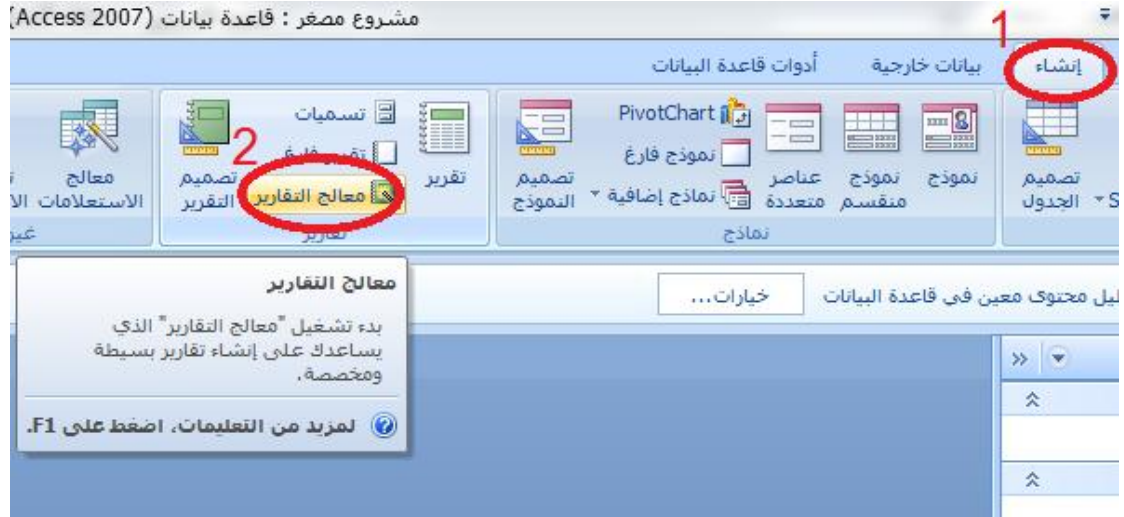 مشروع مصغر : قاعدة بيانات (Access 2007)
1
إنشاء
بيانات خارجية
أدوات قاعدة البيانات
تصميم
الجدول
نموذج
نموذج
منقسم
عناصر
متعددة
PivotChart
نموذج فارغ
نماذج إضافية
تصميم
النموذج
نماذج
تقرير
تسميات
تقرير فارغ
معالج التقارير
2
تصميم
التقرير
تقارير
معالج
الاستعلامات
خيارات...
معين في قاعدة البيانات
معالج التقارير
بدء تشغيل "معالج التقارير" الذي
يساعدك على إنشاء تقارير بسيطة
ومخصصة.
لمزيد من التعليمات، اضغط على F1.